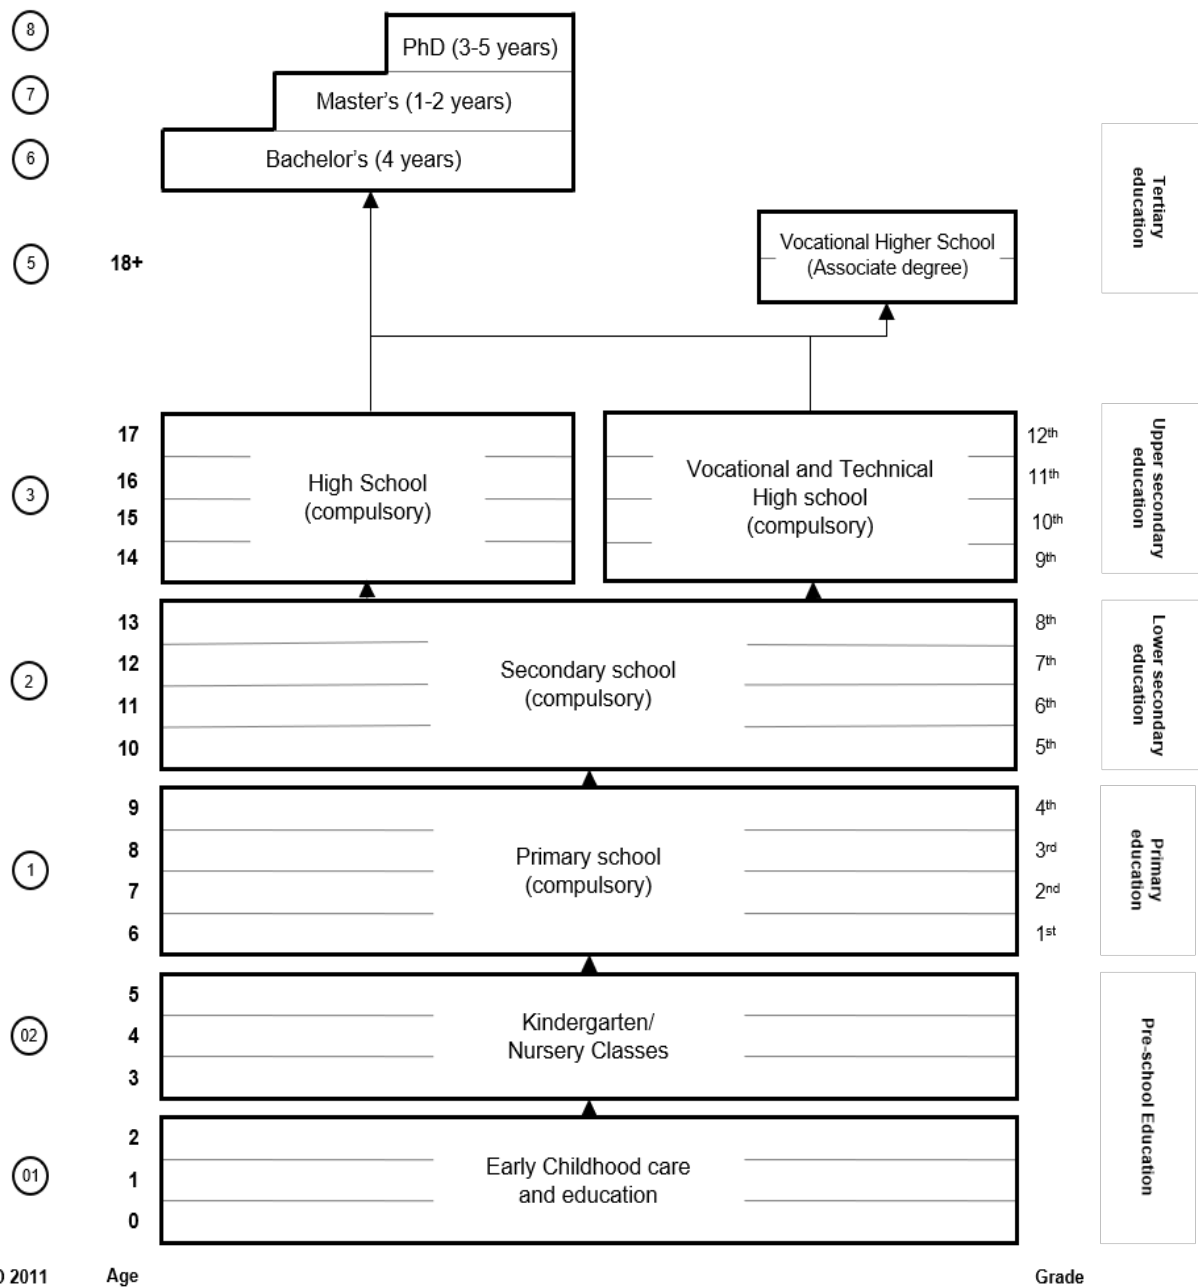 8
PhD (3-5 years)
7
Master's (1-2 years)
6
Bachelor's (4 years)
Tertiary
education
5
18+
Vocational Higher School
(Associate degree)
3
17
16
15
14
High School
(compulsory)
Vocational and Technical
High school
(compulsory)
12th
11th
10th
9th
Upper secondary
education
2
13
12
11
10
Secondary school
(compulsory)
8th
7th
6th
5th
Lower secondary
education
1
9
8
7
6
Primary school
(compulsory)
4th
3rd
2nd
1st
Primary
education
02
5
4
3
Kindergarten/
Nursery Classes
Pre-school Education
01
2
1
0
Early Childhood care
and education
2011
Age
Grade